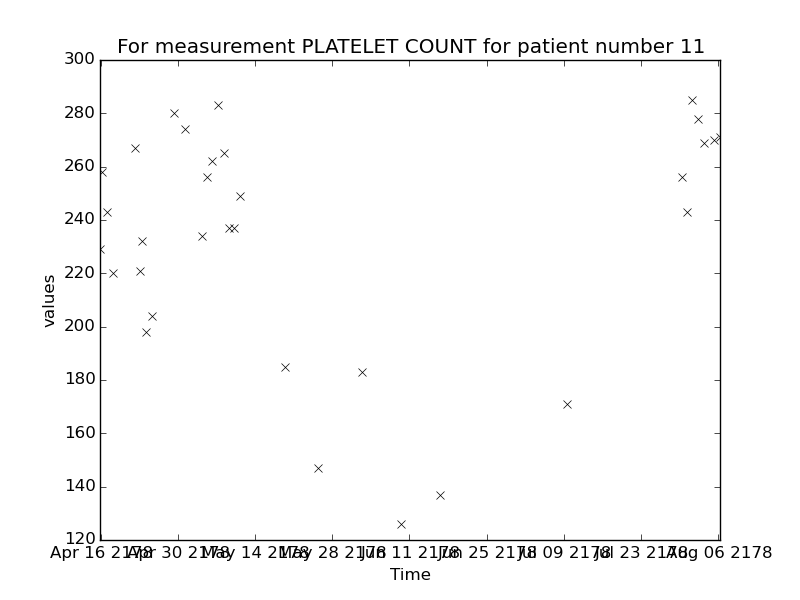 For measurement PLATELET COUNT for patient number 11
300
280
260
240
220
200
180
160
140
120
values
Apr 16 2178 Apr 30 2178 May 14 2178 May 28 2178 Jun 11 2178 Jun 25 2178 Jul 09 2178 Jul 23 2178 Aug 06 2178
Time